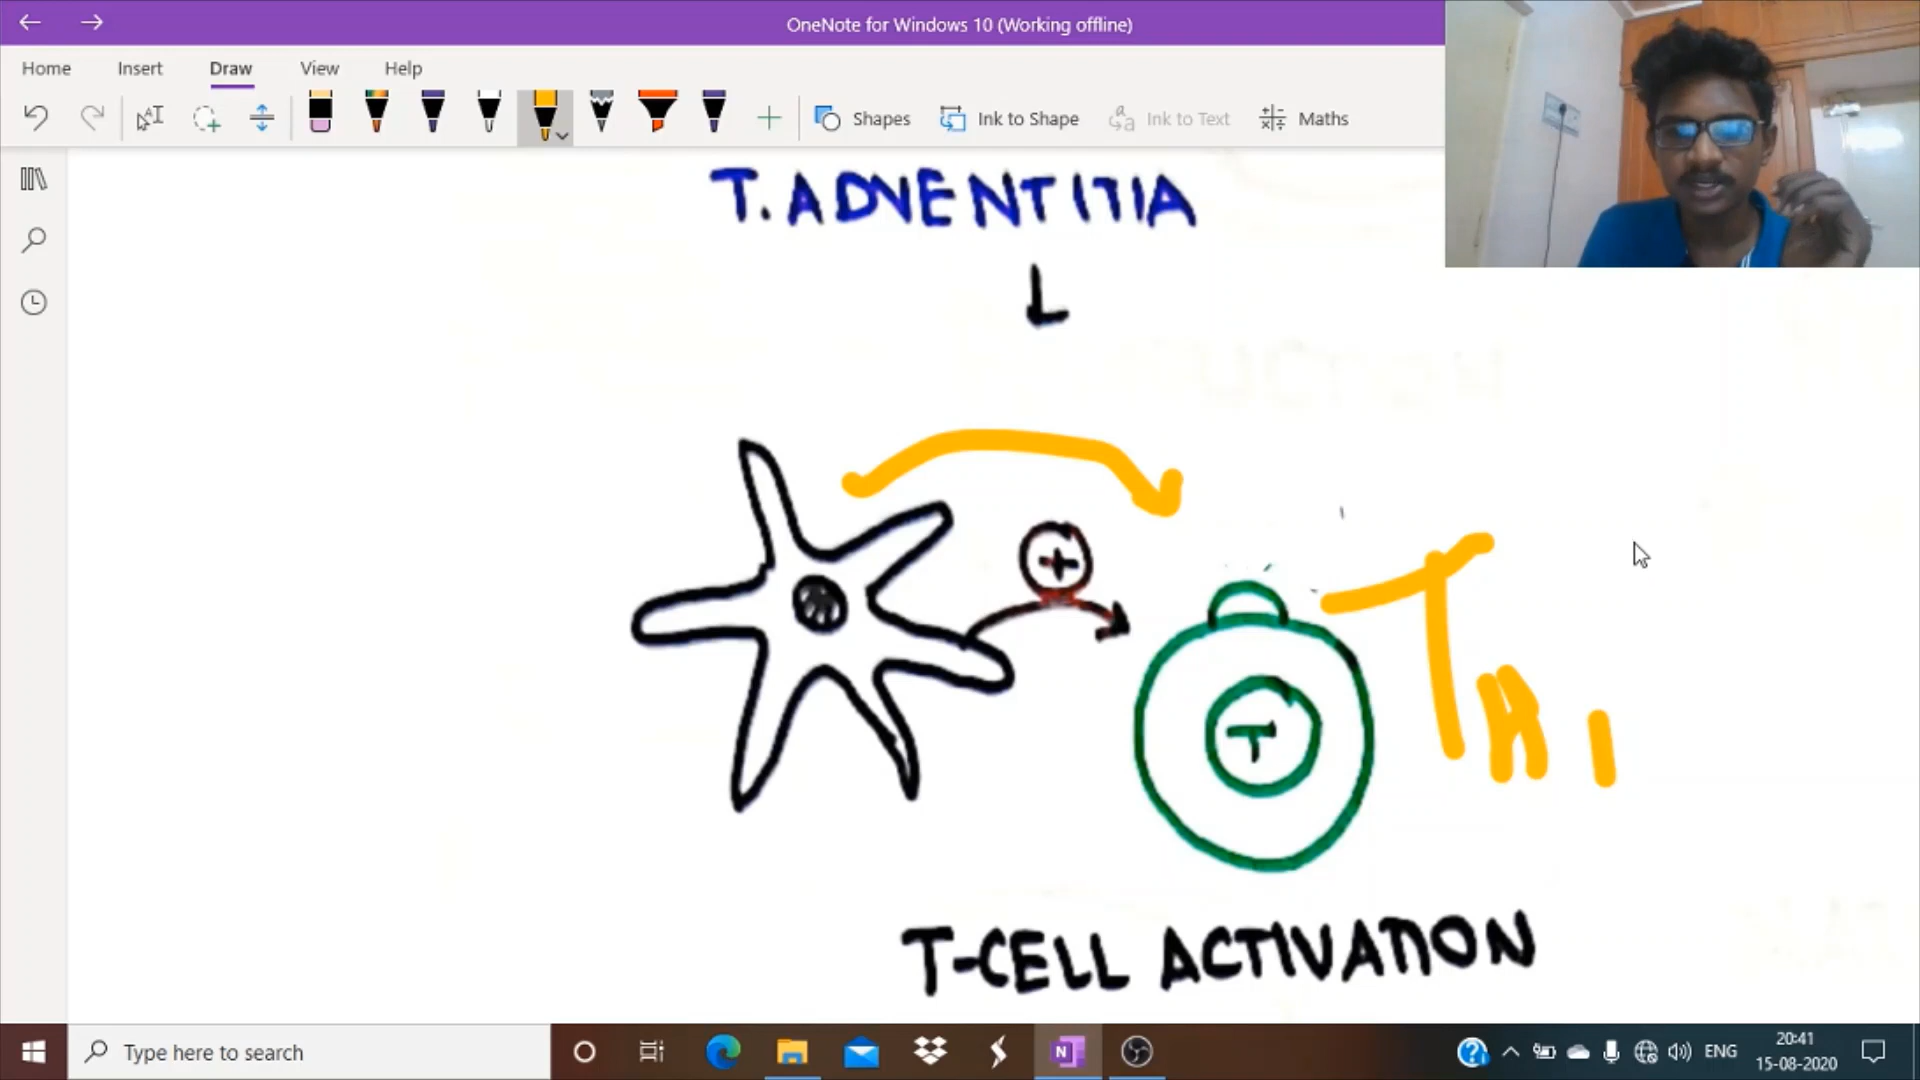 OneNote for Windows 10 (Working offline)
Home Insert Draw View Help
Shapes Ink to Shape Ink to Text Maths
T. ADVENTITIA
+
T
TH1
T-CELL ACTIVATION
Type here to search
ENG
20:41
15-08-2020